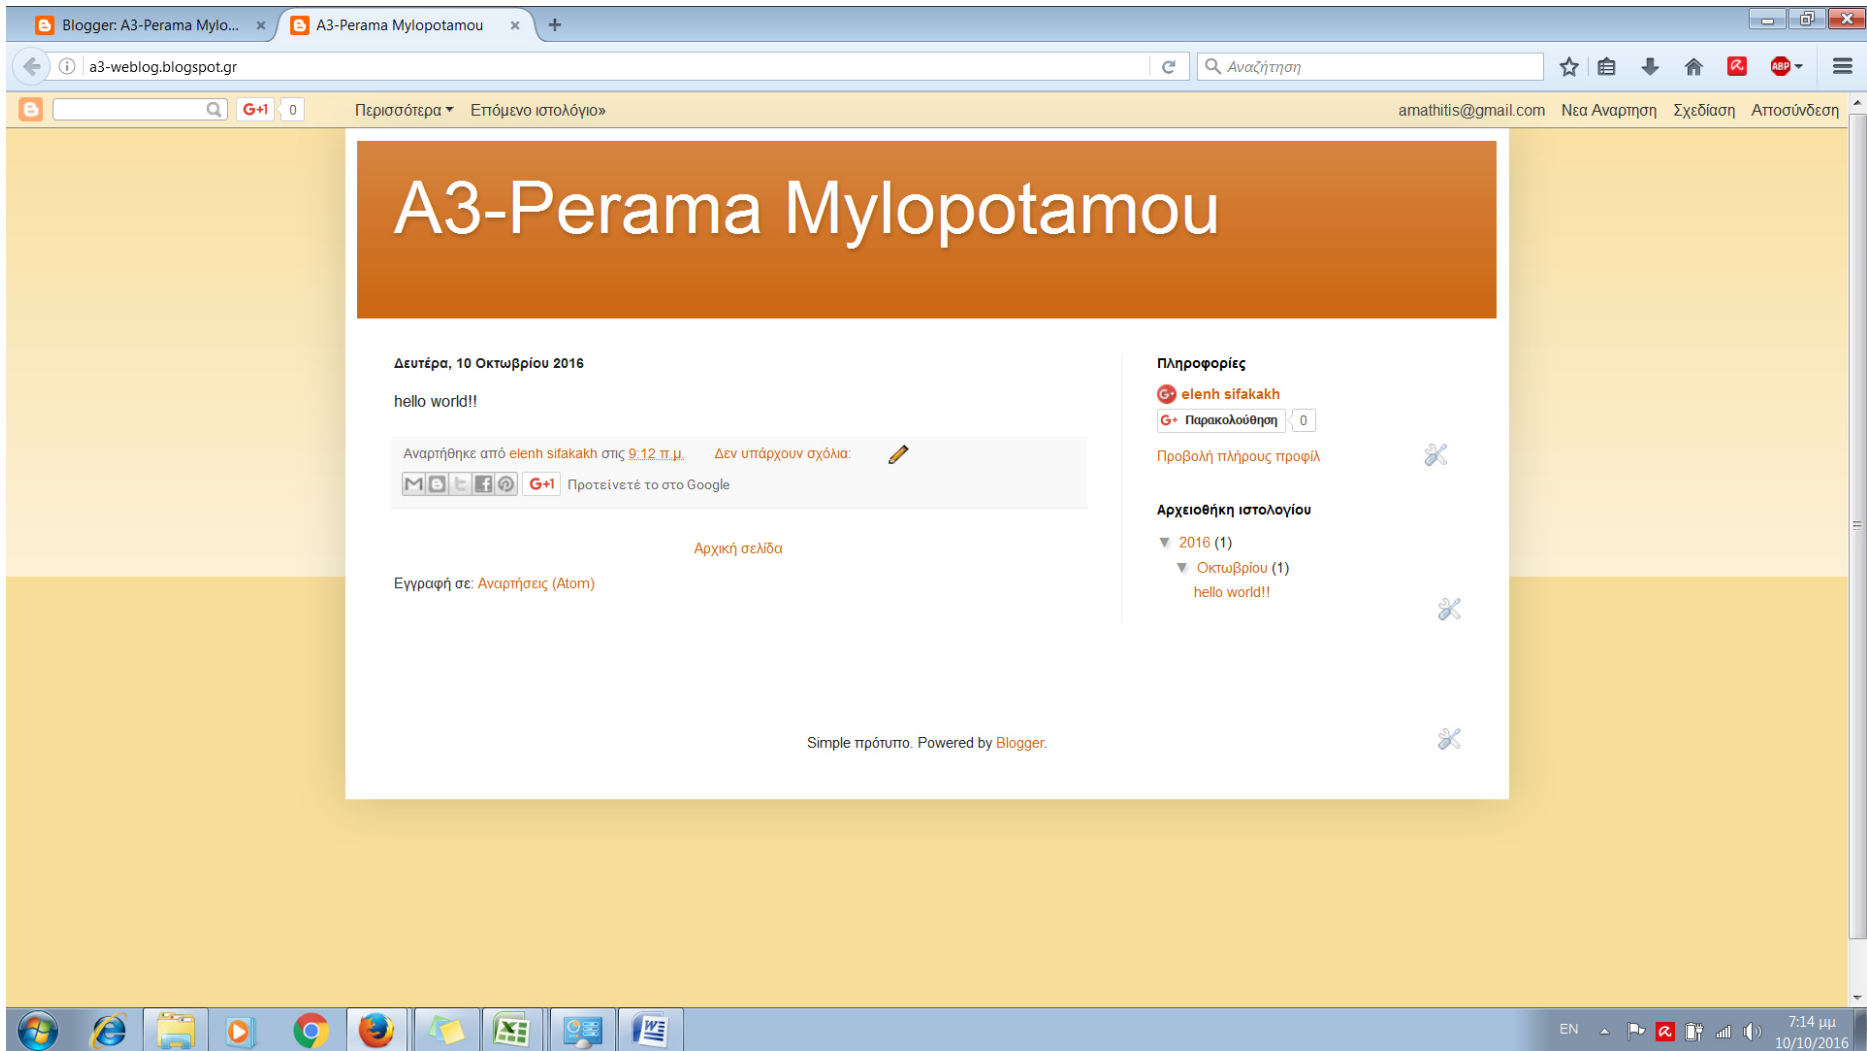 Blogger: A3-Perama Mylo...
A3-Perama Mylopotamou
a3-weblog.blogspot.gr
Αναζήτηση
ABP
G+1 0
Περισσότερα
Επόμενο ιστολόγιο»
amathitis@gmail.com
Νεα Αναρτηση
Σχεδίαση
Αποσύνδεση
A3-Perama Mylopotamou
Δευτέρα, 10 Οκτωβρίου 2016
hello world!!
Αναρτήθηκε από elenh sifakakh στις 9:12 π.μ. Δεν υπάρχουν σχόλια:
G+1 Προτείνετέ το στο Google
Αρχική σελίδα
Εγγραφή σε: Αναρτήσεις (Atom)
Πληροφορίες
elenh sifakakh
G+ Παρακολούθηση 0
Προβολή πλήρους προφίλ
Αρχειοθήκη ιστολογίου
▼ 2016 (1)
▼ Οκτωβρίου (1)
hello world!!
Simple πρότυπο. Powered by Blogger.
EN
7:14 μμ
10/10/2016